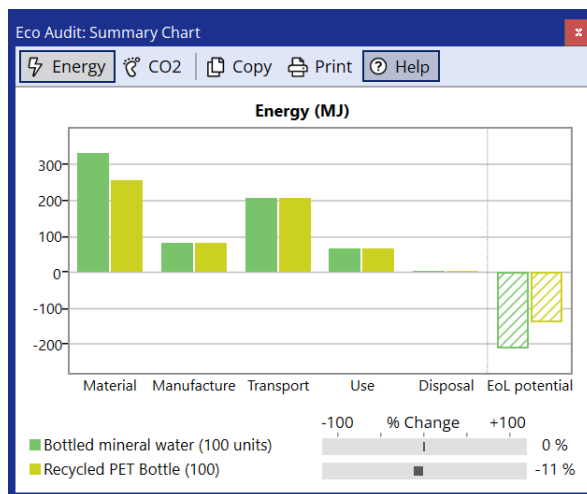 Eco Audit: Summary Chart x
Energy CO2 Copy Print ? Help
Energy (MJ)
300
200
100
0
-100
-200
Material Manufacture Transport Use Disposal EoL potential
-100 % Change +100
Bottled mineral water (100 units) 0 %
Recycled PET Bottle (100) -11 %